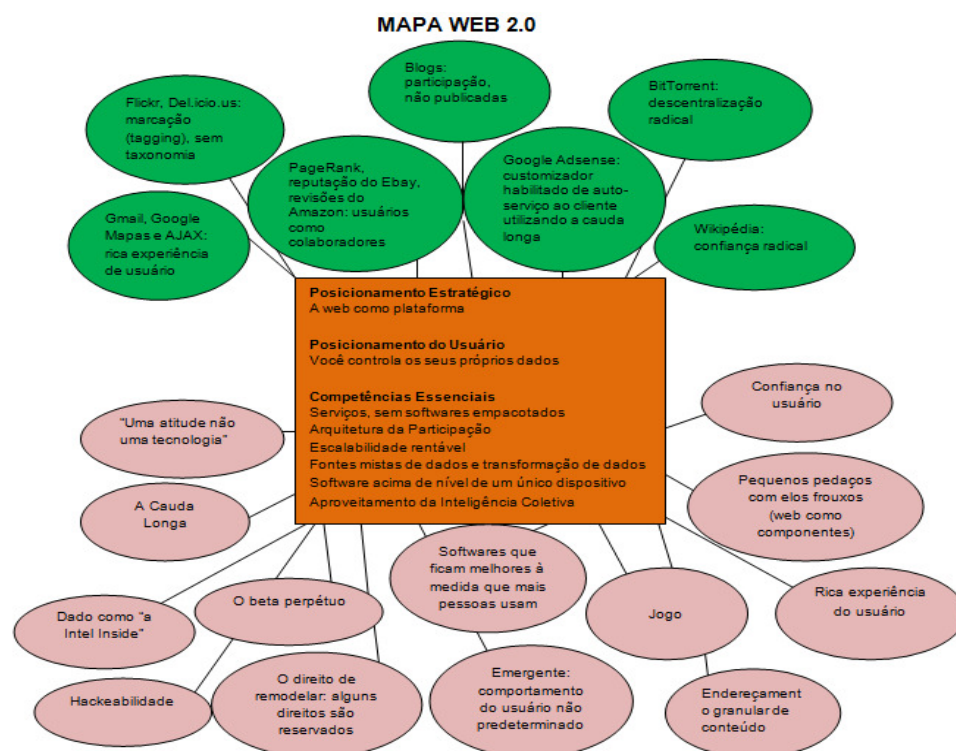 MAPA WEB 2.0
Blogs:
participação,
não publicadas
Flickr, Del.icio.us:
marcação
(tagging), sem
taxonomia
BitTorrent:
descentralização
radical
PageRank,
reputação do Ebay,
revisões do
Amazon: usuários
como
colaboradores
Google Adsense:
customizador
habilitado de auto-
serviço ao cliente
utilizando a cauda
longa
Gmail, Google
Mapas e AJAX:
rica experiência
de usuário
Wikipédia:
confiança radical
Posicionamento Estratégico
A web como plataforma
Posicionamento do Usuário
Você controla os seus próprios dados
Competências Essenciais
Serviços, sem softwares empacotados
Arquitetura da Participação
Escalabilidade rentável
Fontes mistas de dados e transformação de dados
Software acima de nível de um único dispositivo
Aproveitamento da Inteligência Coletiva
"Uma atitude não
uma tecnologia"
A Cauda
Longa
Confiança no
usuário
Pequenos pedaços
com elos frouxos
(web como
componentes)
Dado como "a
Intel Inside"
O beta perpétuo
Softwares que
ficam melhores à
medida que mais
pessoas usam
Jogo
Rica experiência
do usuário
Hackeabilidade
O direito de
remodelar: alguns
direitos são
reservados
Emergente:
comportamento
do usuário não
predeterminado
Endereçament
o granular de
conteúdo